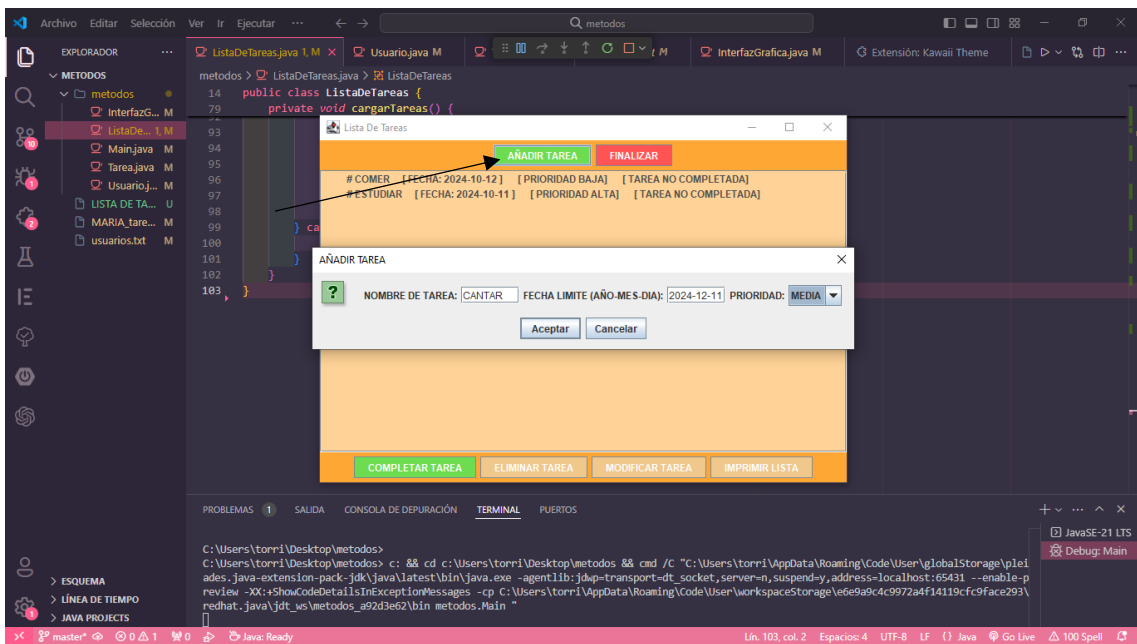 Archivo Editar Selección Ver Ir Ejecutar ··· metodos
EXPLORADOR ···
METODOS
metodos
InterfazG... M
ListaDe... 1, M
Main.java M
Tarea.java M
Usuario.j... M
LISTA DE TA... U
MARIA_tare... M
usuarios.txt M
ESQUEMA
LÍNEA DE TIEMPO
JAVA PROJECTS
10
1
2
1
ListaDeTareas.java 1, M Usuario.java M M InterfazGrafica.java M Extensión: Kawaii Theme
metodos > ListaDeTareas.java > ListaDeTareas
14 public class ListaDeTareas {
79 private void cargarTareas() {
92
93
94
95
96
97
98
99 } ca
100
101 }
102 }
103 }
Lista De Tareas
AÑADIR TAREA FINALIZAR
# COMER [FECHA: 2024-10-12 ] [ PRIORIDAD BAJA] [ TAREA NO COMPLETADA]
# ESTUDIAR [FECHA: 2024-10-11 ] [ PRIORIDAD ALTA] [ TAREA NO COMPLETADA]
AÑADIR TAREA
? NOMBRE DE TAREA: CANTAR FECHA LIMITE (AÑO-MES-DIA): 2024-12-11 PRIORIDAD: MEDIA
Aceptar Cancelar
COMPLETAR TAREA ELIMINAR TAREA MODIFICAR TAREA IMPRIMIR LISTA
PROBLEMAS 1 SALIDA CONSOLA DE DEPURACIÓN TERMINAL PUERTOS
JavaSE-21 LTS
Debug: Main
C:\Users\torri\Desktop\metodos>
C:\Users\torri\Desktop\metodos> c: && cd c:\Users\torri\Desktop\metodos && cmd /C "C:\Users\torri\AppData\Roaming\Code\User\globalStorage\plei
ades.java-extension-pack-jdk\java\latest\bin\java.exe -agentlib:jdwp=transport=dt_socket,server=n,suspend=y,address=localhost:65431 --enable-p
review -XX:+ShowCodeDetailsInExceptionMessages -cp C:\Users\torri\AppData\Roaming\Code\User\workspaceStorage\e6e9a9c4c9972a4f14119cfc9face293\
redhat.java\jdt_ws\metodos_a92d3e62\bin metodos.Main "
master* 0 1 0 Java: Ready Lín. 103, col. 2 Espacios: 4 UTF-8 LF {} Java Go Live 100 Spell